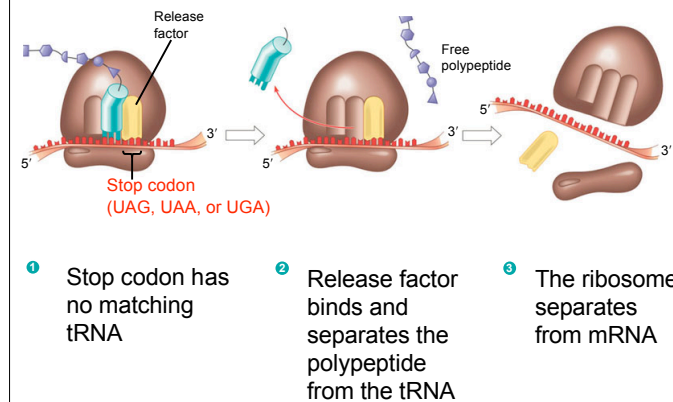 Release
factor
Free
polypeptide
5′
3′
5′
3′
5′
3′
Stop codon
(UAG, UAA, or UGA)
1 Stop codon has
no matching
tRNA
2 Release factor
binds and
separates the
polypeptide
from the tRNA
3 The ribosome
separates
from mRNA